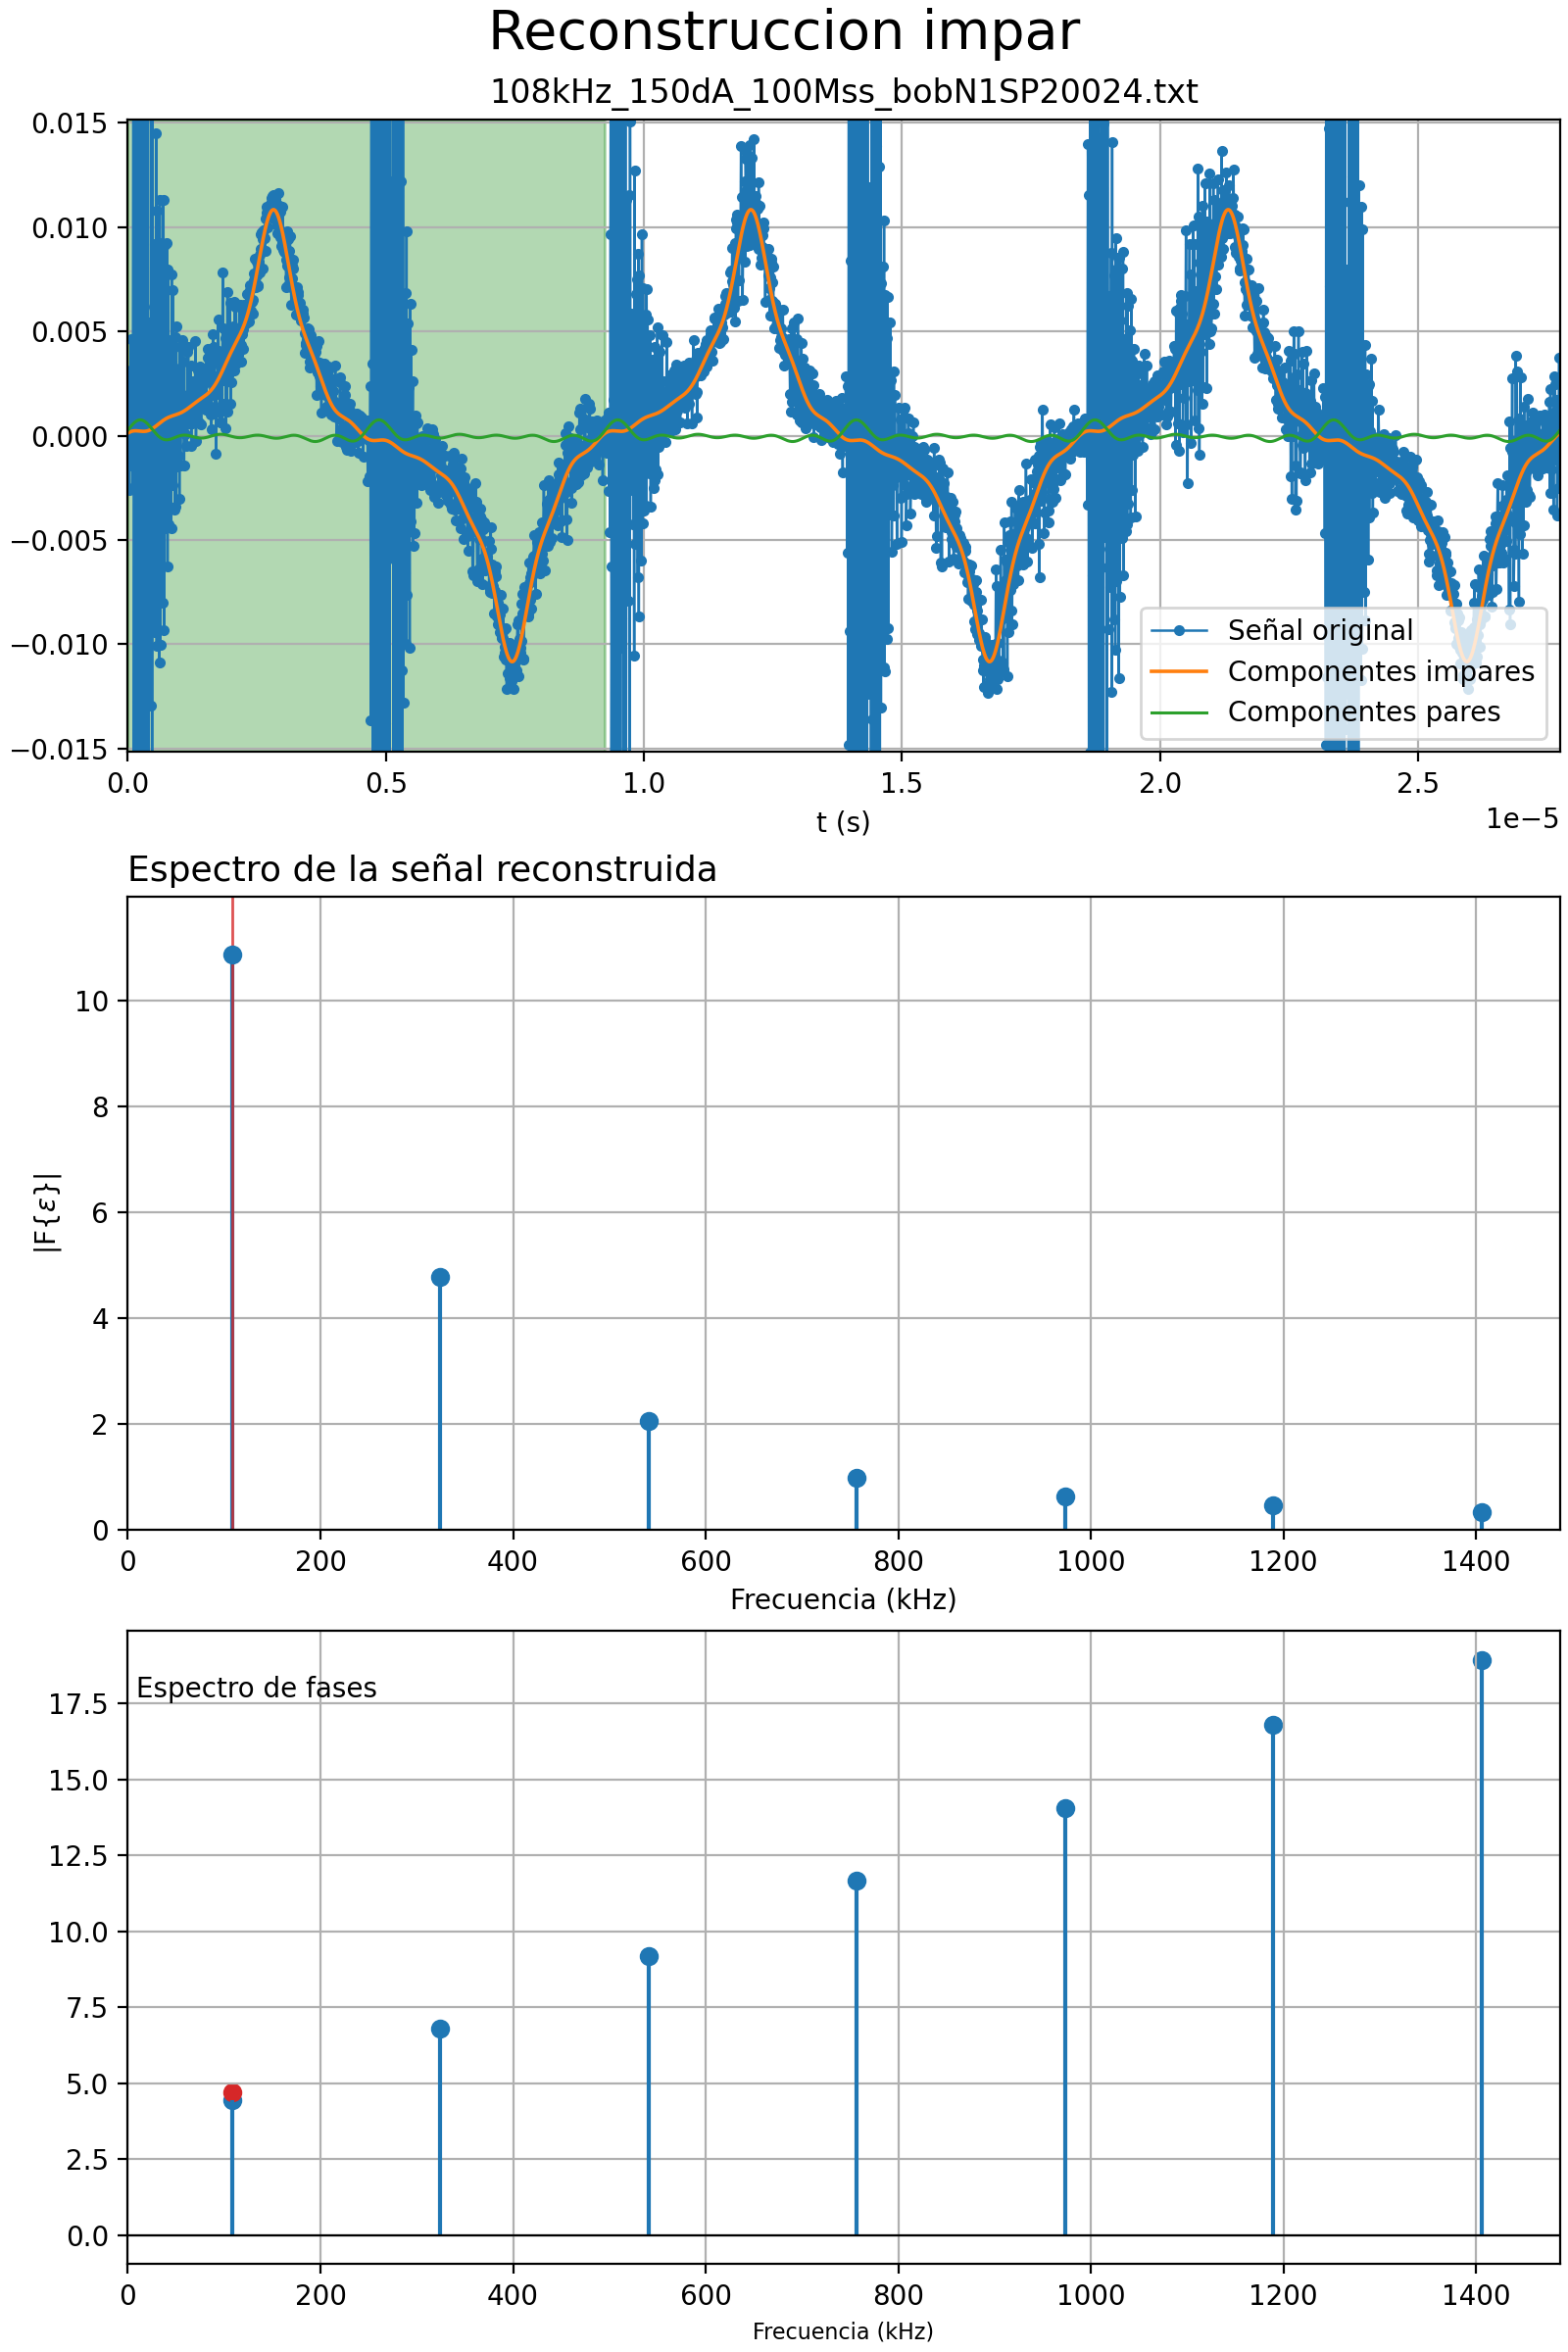 Reconstruccion impar
108kHz_150dA_100Mss_bobN1SP20024.txt
0.015
0.010
0.005
0.000
−0.005
−0.010
−0.015
Señal original
Componentes impares
Componentes pares
0.0 0.5 1.0 1.5 2.0 2.5
t (s)
1e−5
Espectro de la señal reconstruida
10
8
6
4
2
0
|F{ε}|
0 200 400 600 800 1000 1200 1400
Frecuencia (kHz)
Espectro de fases
17.5
15.0
12.5
10.0
7.5
5.0
2.5
0.0
0 200 400 600 800 1000 1200 1400
Frecuencia (kHz)